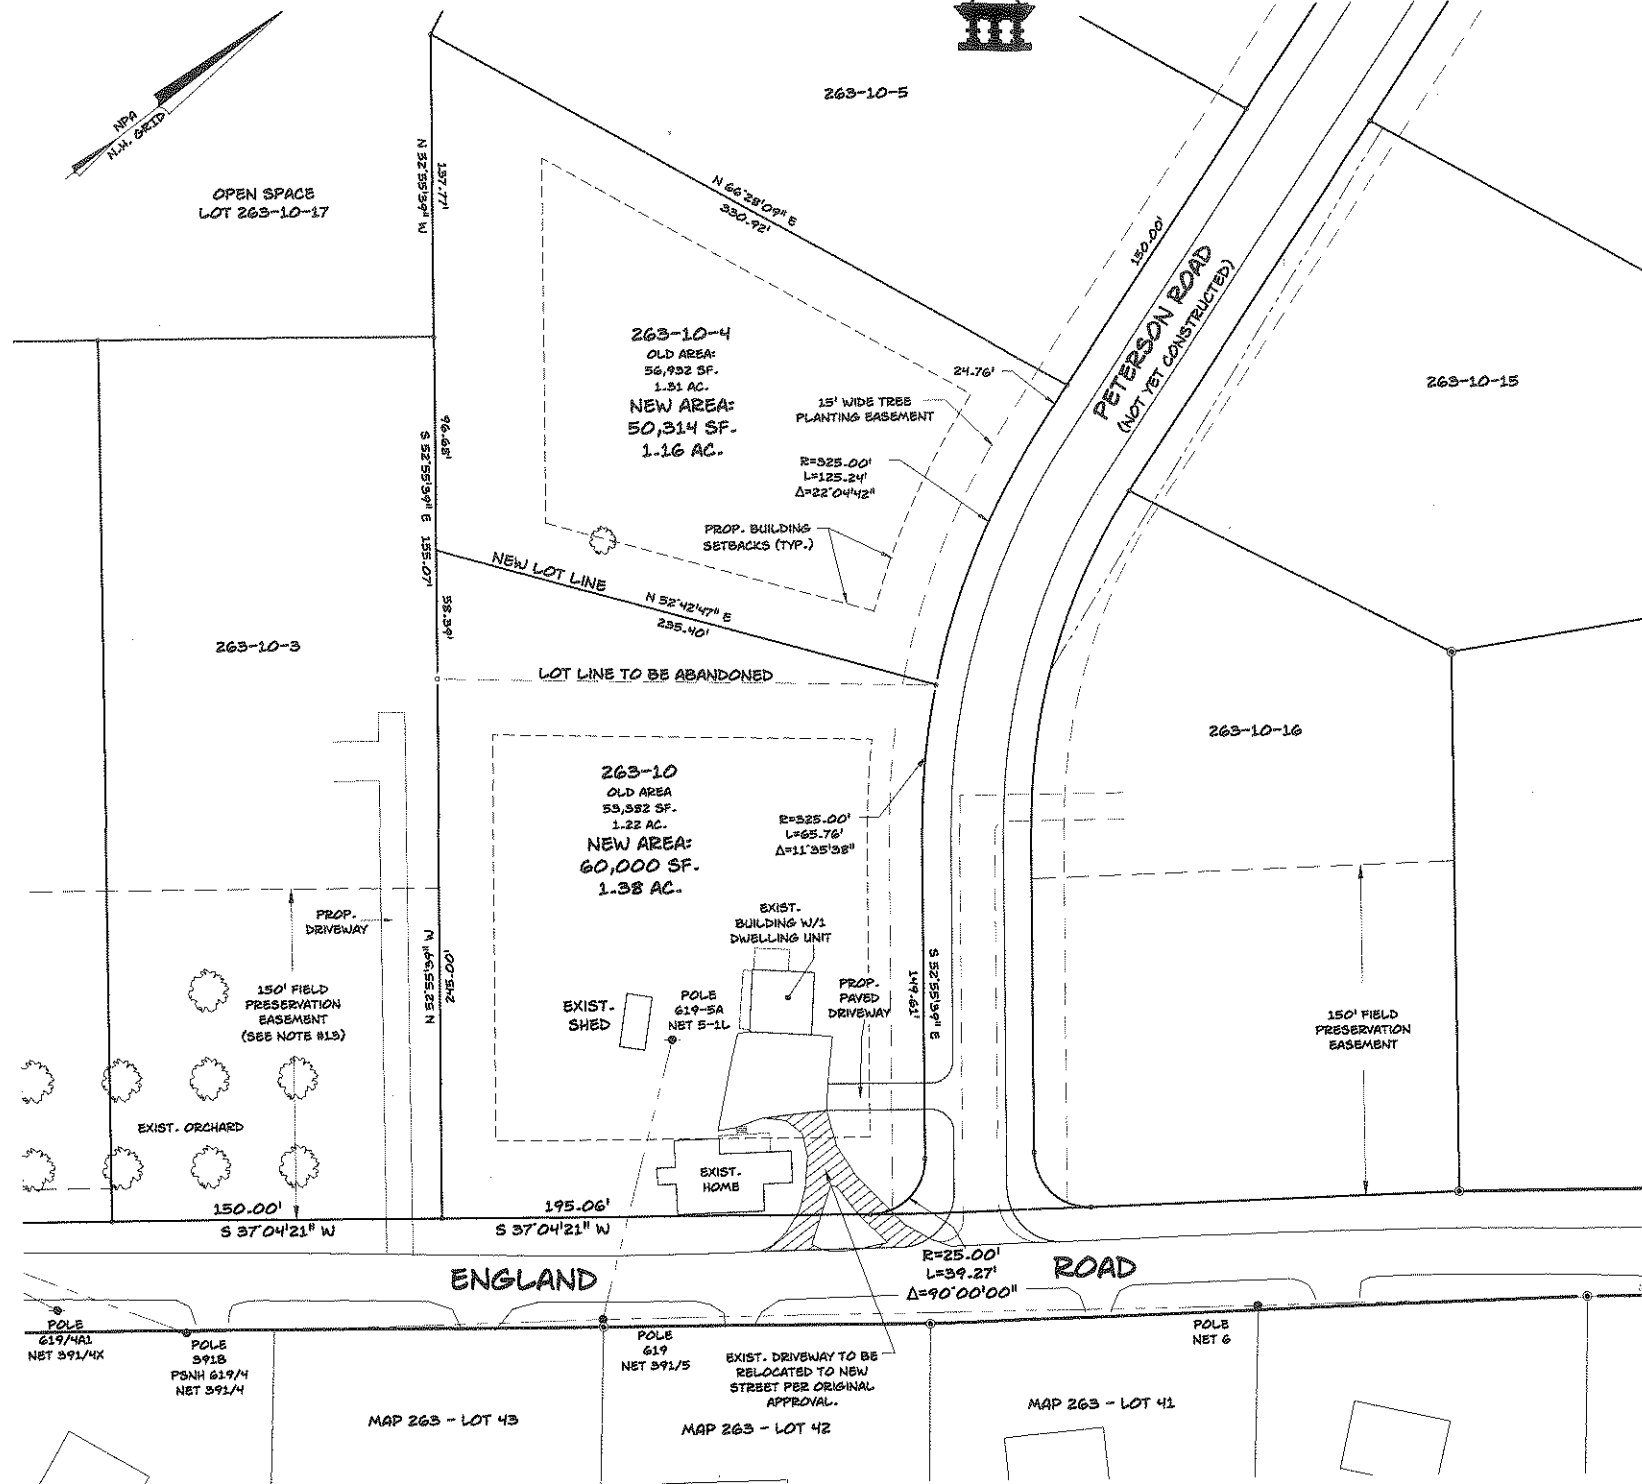 NPA
N.H. GRID
OPEN SPACE
LOT 263-10-17
137.77'
N 52°55'39" W
263-10-5
N 66°28'09" E
330.92'
150.00'
PETERSON ROAD
(NOT YET CONSTRUCTED)
263-10-15
263-10-4
OLD AREA:
56,932 SF.
1.31 AC.
NEW AREA:
50,314 SF.
1.16 AC.
24.76'
15' WIDE TREE
PLANTING EASEMENT
R=325.00'
L=125.24'
Δ=22°04'42"
PROP. BUILDING
SETBACKS (TYP.)
96.68'
S 52°55'39" E 155.07'
58.39'
NEW LOT LINE
N 52°42'47" E
235.40'
263-10-3
LOT LINE TO BE ABANDONED
263-10-16
263-10
OLD AREA
53,382 SF.
1.22 AC.
NEW AREA:
60,000 SF.
1.38 AC.
R=325.00'
L=65.76'
Δ=11°35'38"
PROP.
DRIVEWAY
150' FIELD
PRESERVATION
EASEMENT
(SEE NOTE #13)
245.00'
N 52°55'39" W
EXIST.
BUILDING W/1
DWELLING UNIT
EXIST.
SHED
POLE
619-5A
NET 5-1L
PROP.
PAVED
DRIVEWAY
S 52°55'39" E
149.61'
150' FIELD
PRESERVATION
EASEMENT
EXIST. ORCHARD
EXIST.
HOME
150.00'
S 37°04'21" W
195.06'
S 37°04'21" W
R=25.00'
L=39.27'
Δ=90°00'00"
ENGLAND ROAD
POLE
619/4A1
NET 391/4X
POLE
391B
PSNH 619/4
NET 391/4
POLE
619
NET 391/5
EXIST. DRIVEWAY TO BE
RELOCATED TO NEW
STREET PER ORIGINAL
APPROVAL.
POLE
NET 6
MAP 263 - LOT 43
MAP 263 - LOT 42
MAP 263 - LOT 41